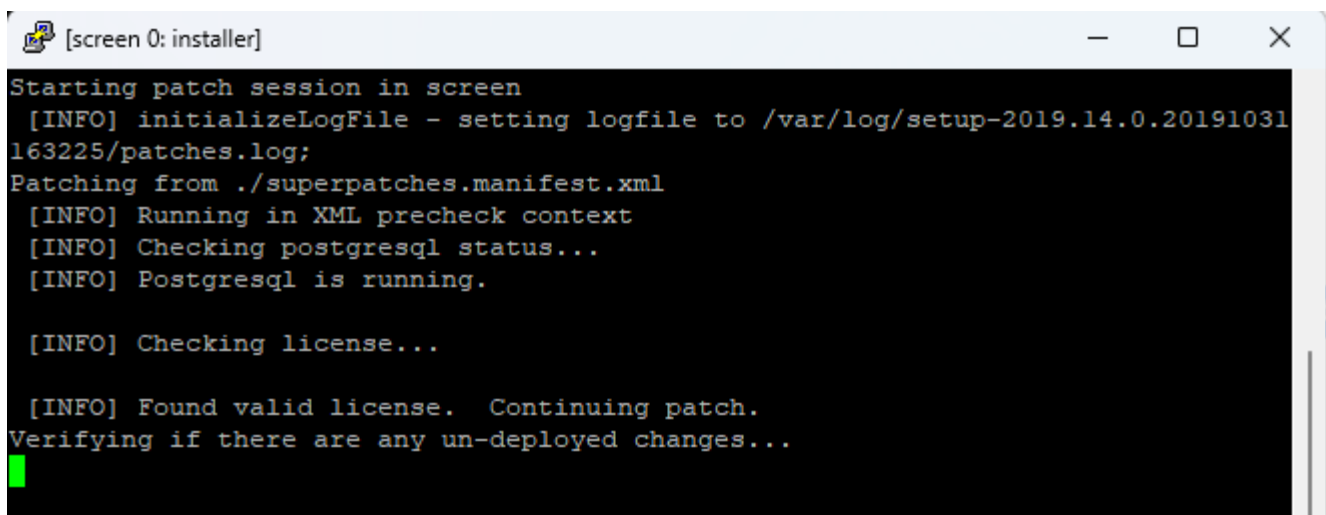 [screen 0: installer]
Starting patch session in screen
[INFO] initializeLogFile - setting logfile to /var/log/setup-2019.14.0.20191031
163225/patches.log;
Patching from ./superpatches.manifest.xml
[INFO] Running in XML precheck context
[INFO] Checking postgresql status...
[INFO] Postgresql is running.
[INFO] Checking license...
[INFO] Found valid license.  Continuing patch.
Verifying if there are any un-deployed changes...